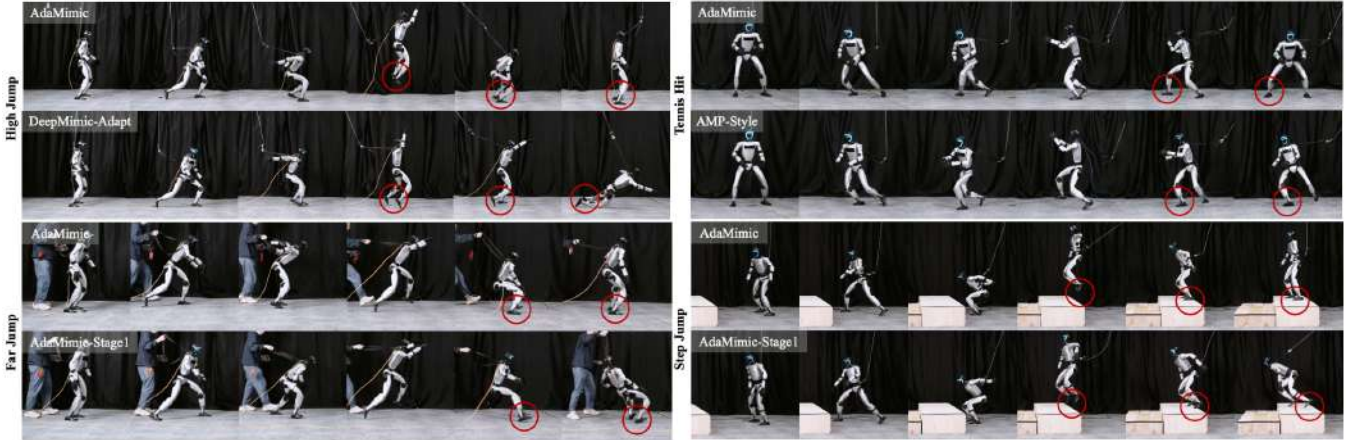 AdaMimic
High Jump
DeepMimic-Adapt
AdaMimic
Far Jump
AdaMimic-Stage1
AdaMimic
Tennis Hit
AMP-Style
AdaMimic
Step Jump
AdaMimic-Stage1